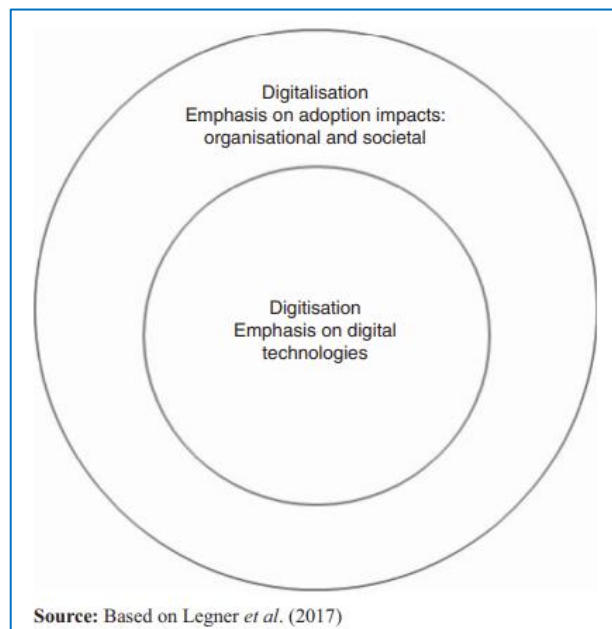 Digitalisation
Emphasis on adoption impacts:
organisational and societal
Digitisation
Emphasis on digital
technologies
Source: Based on Legner et al. (2017)